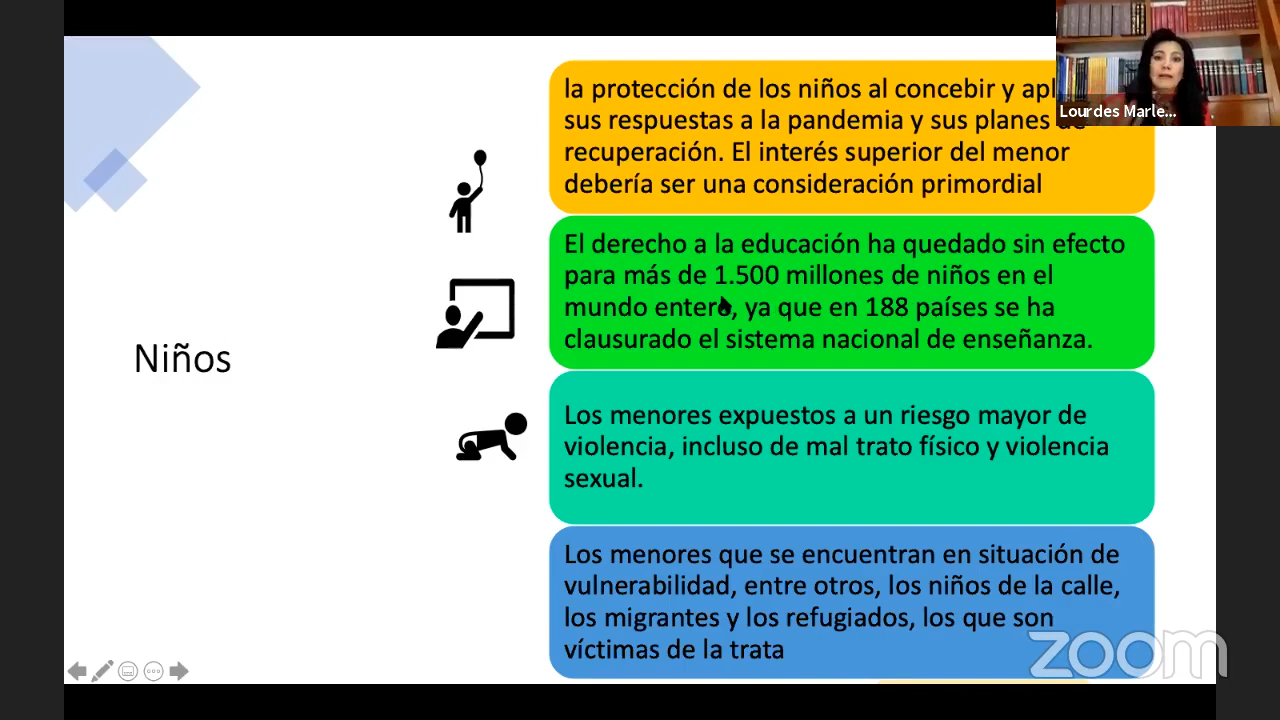 la protección de los niños al concebir y
sus respuestas a la pandemia y sus planes de
recuperación. El interés superior del menor
debería ser una consideración primordial
Lourdes Marle...
El derecho a la educación ha quedado sin efecto
para más de 1.500 millones de niños en el
mundo entero, ya que en 188 países se ha
clausurado el sistema nacional de enseñanza.
Niños
Los menores expuestos a un riesgo mayor de
violencia, incluso de mal trato físico y violencia
sexual.
Los menores que se encuentran en situación de
vulnerabilidad, entre otros, los niños de la calle,
los migrantes y los refugiados, los que son
víctimas de la trata
zoom